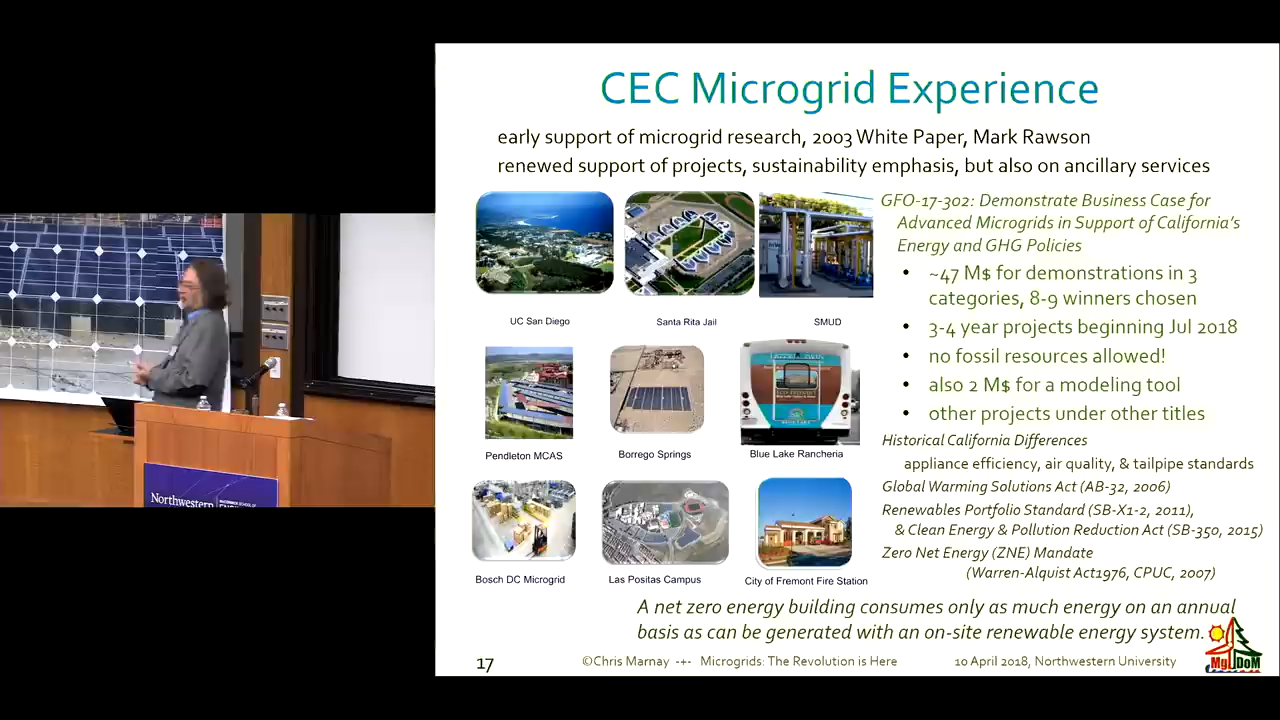 CEC Microgrid Experience
early support of microgrid research, 2003 White Paper, Mark Rawson
renewed support of projects, sustainability emphasis, but also on ancillary services
UC San Diego
Santa Rita Jail
SMUD
Pendleton MCAS
Borrego Springs
Blue Lake Rancheria
Bosch DC Microgrid
Las Positas Campus
City of Fremont Fire Station
GFO-17-302: Demonstrate Business Case for
Advanced Microgrids in Support of California's
Energy and GHG Policies
• ~47 M$ for demonstrations in 3
categories, 8-9 winners chosen
• 3-4 year projects beginning Jul 2018
• no fossil resources allowed!
• also 2 M$ for a modeling tool
• other projects under other titles
Historical California Differences
appliance efficiency, air quality, & tailpipe standards
Global Warming Solutions Act (AB-32, 2006)
Renewables Portfolio Standard (SB-X1-2, 2011),
& Clean Energy & Pollution Reduction Act (SB-350, 2015)
Zero Net Energy (ZNE) Mandate
(Warren-Alquist Act1976, CPUC, 2007)
A net zero energy building consumes only as much energy on an annual
basis as can be generated with an on-site renewable energy system.
17
©Chris Marnay -+- Microgrids: The Revolution is Here
10 April 2018, Northwestern University
MgDoM
Northwestern